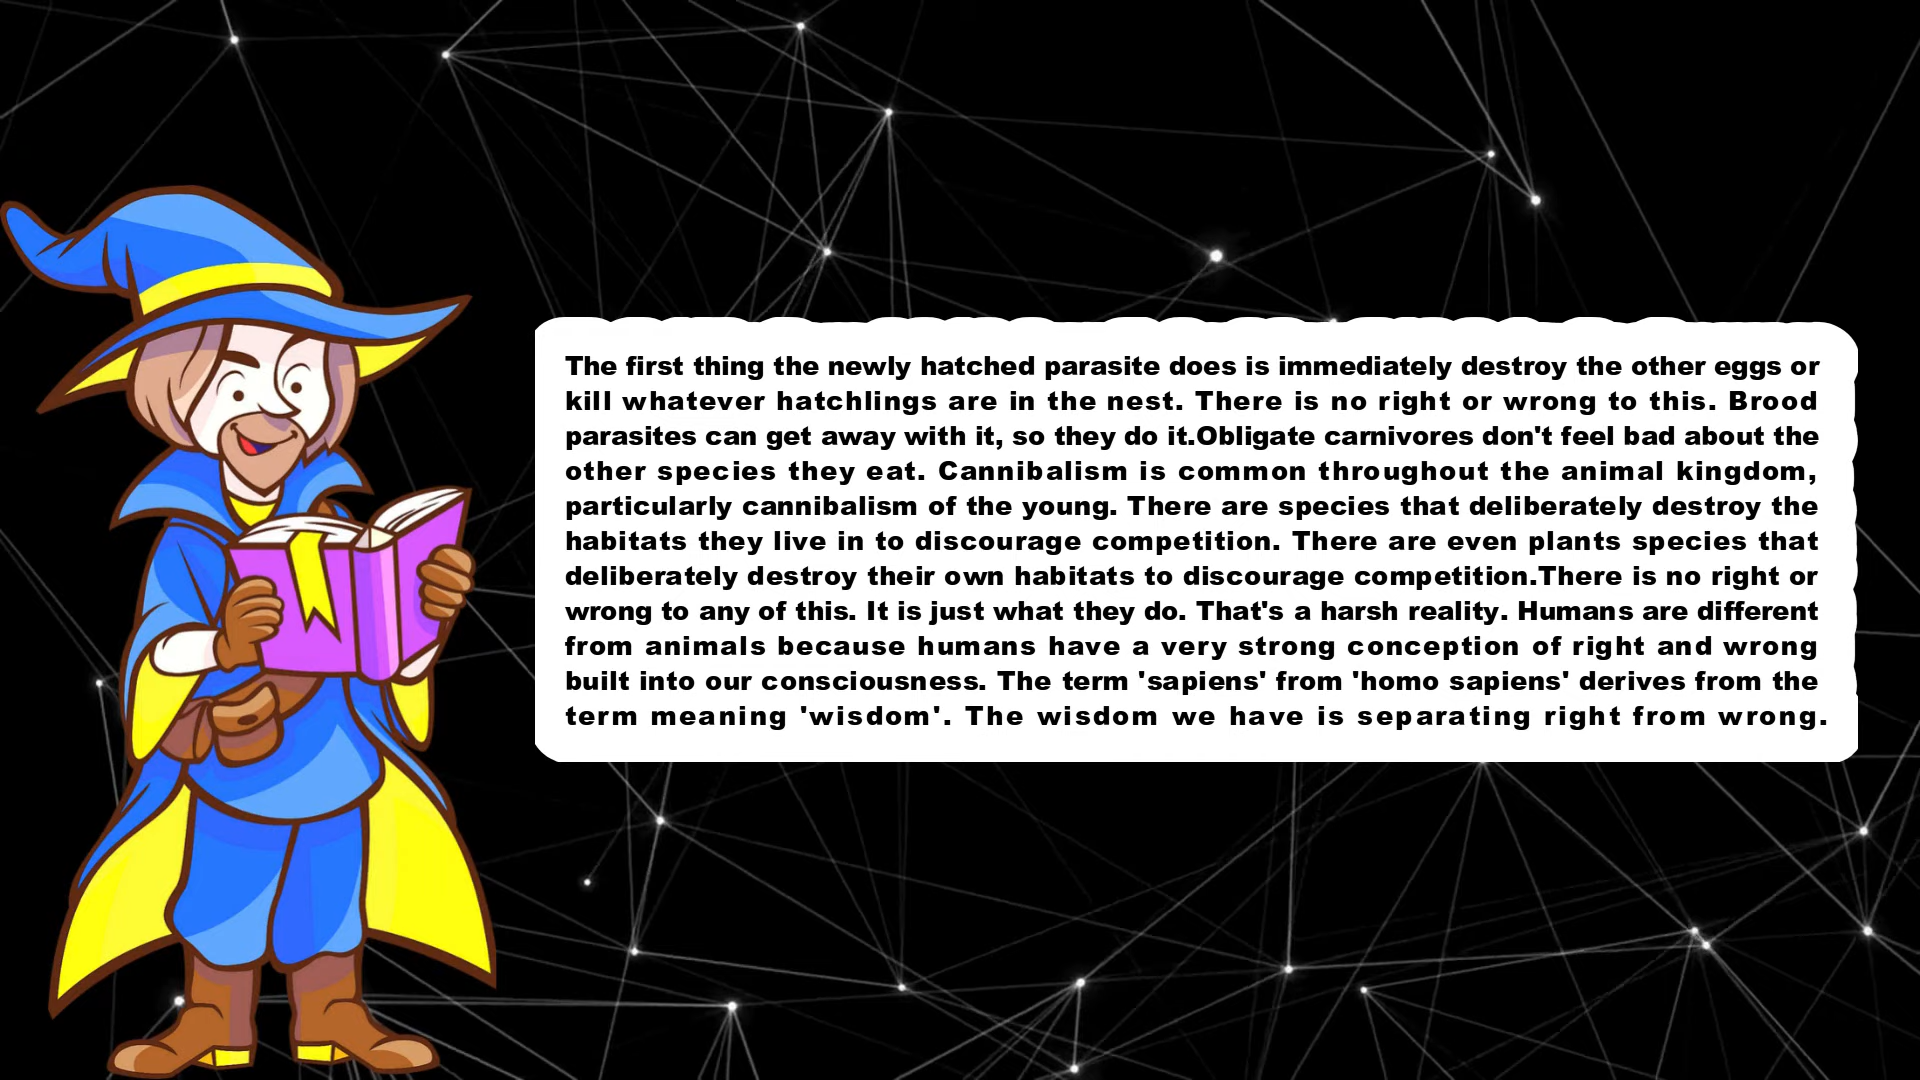 The first thing the newly hatched parasite does is immediately destroy the other eggs or
kill whatever hatchlings are in the nest. There is no right or wrong to this. Brood
parasites can get away with it, so they do it.Obligate carnivores don't feel bad about the
other species they eat. Cannibalism is common throughout the animal kingdom,
particularly cannibalism of the young. There are species that deliberately destroy the
habitats they live in to discourage competition. There are even plants species that
deliberately destroy their own habitats to discourage competition.There is no right or
wrong to any of this. It is just what they do. That's a harsh reality. Humans are different
from animals because humans have a very strong conception of right and wrong
built into our consciousness. The term 'sapiens' from 'homo sapiens' derives from the
term meaning 'wisdom'. The wisdom we have is separating right from wrong.